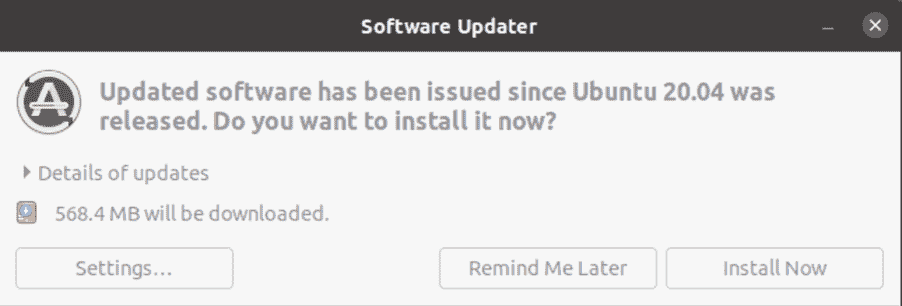 Software Updater
Updated software has been issued since Ubuntu 20.04 was
released. Do you want to install it now?
Details of updates
568.4 MB will be downloaded.
Settings...
Remind Me Later
Install Now